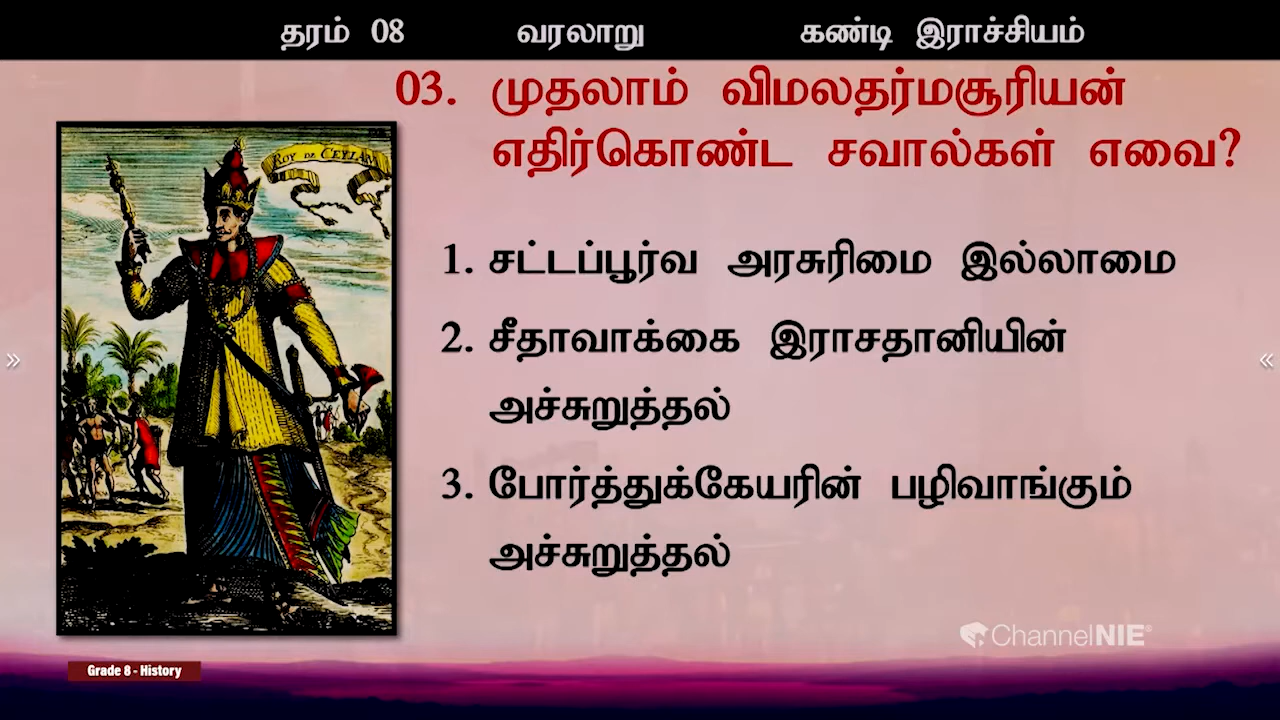 தரம் 08 வரலாறு கண்டி இராச்சியம்
03. முதலாம் விமலதர்மசூரியன்
எதிர்கொண்ட சவால்கள் எவை?
ROY DE CEYLAN
1. சட்டப்பூர்வ அரசுரிமை இல்லாமை
2. சீதாவாக்கை இராசதானியின்
அச்சுறுத்தல்
3. போர்த்துக்கேயரின் பழிவாங்கும்
அச்சுறுத்தல்
ChannelNIE
Grade 8 - History